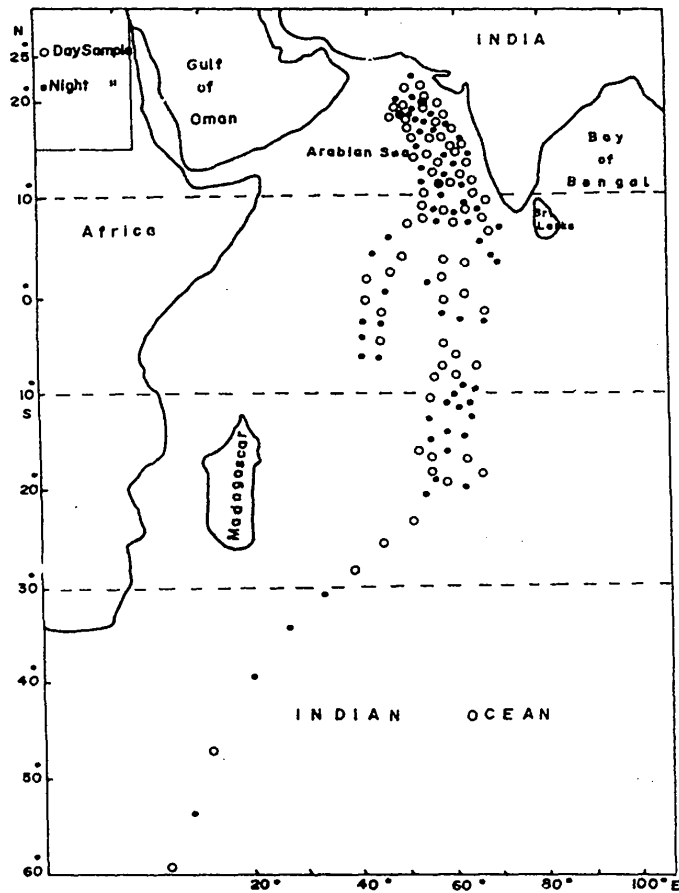 N
25°
20°
10°
0°
10°
S
20°
30°
40°
50°
60°
20°
40°
60°
80°
100°E
Day Sample
Night "
Gulf
of
Oman
INDIA
Arabian Sea
Bay
of
Bengal
Sri
Lanka
Africa
Madagascar
INDIAN OCEAN